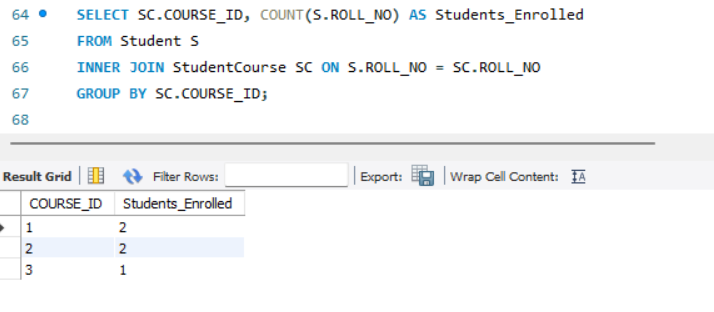 64 SELECT SC.COURSE_ID, COUNT(S.ROLL_NO) AS Students_Enrolled
65 FROM Student S
66 INNER JOIN StudentCourse SC ON S.ROLL_NO = SC.ROLL_NO
67 GROUP BY SC.COURSE_ID;
68
Result Grid Filter Rows: Export: Wrap Cell Content: IA
COURSE_ID Students_Enrolled
1 2
2 2
3 1